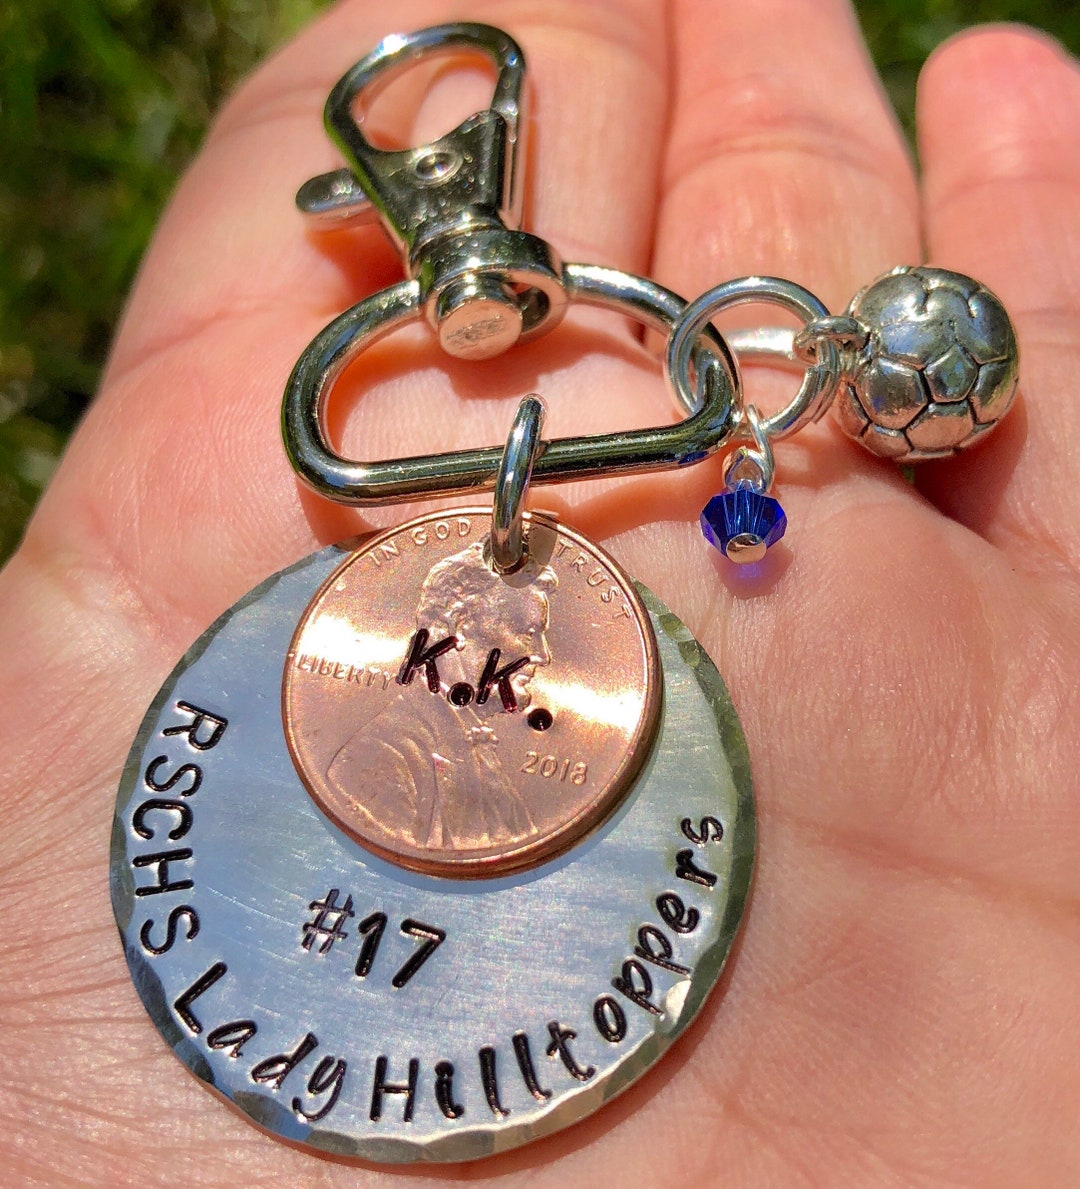 IN GOD WE TRUST
LIBERTY
K.K.
2018
#17
RSCHS Lady Hilltoppers